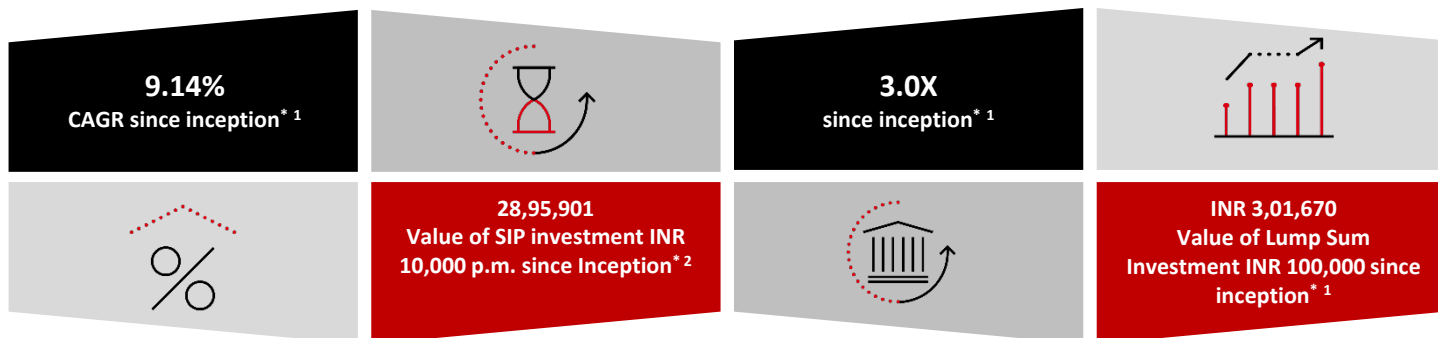 9.14%
CAGR since inception* 1
3.0X
since inception* 1
28,95,901
Value of SIP investment INR
10,000 p.m. since Inception* 2
INR 3,01,670
Value of Lump Sum
Investment INR 100,000 since
inception* 1